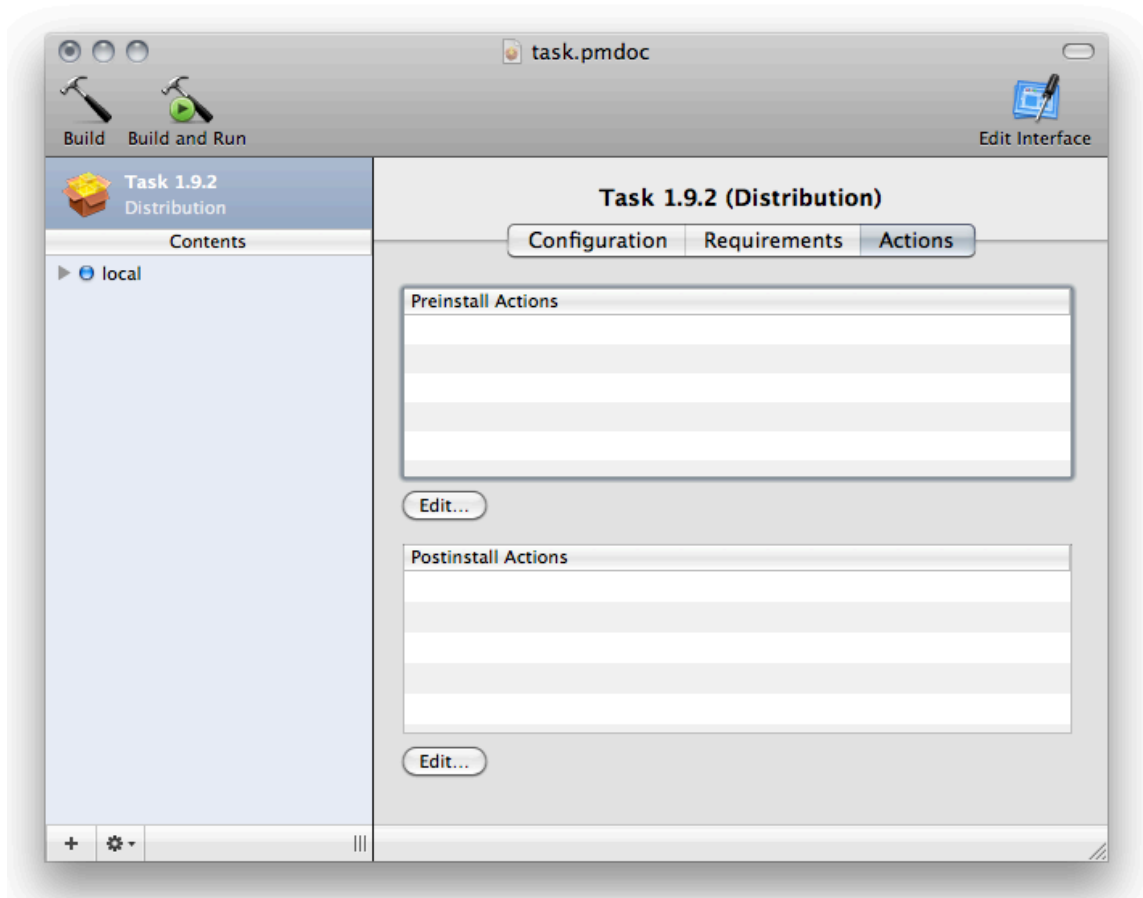 task.pmdoc
Build
Build and Run
Edit Interface
Task 1.9.2
Distribution
Contents
local
Task 1.9.2 (Distribution)
Configuration
Requirements
Actions
Preinstall Actions
Edit...
Postinstall Actions
Edit...